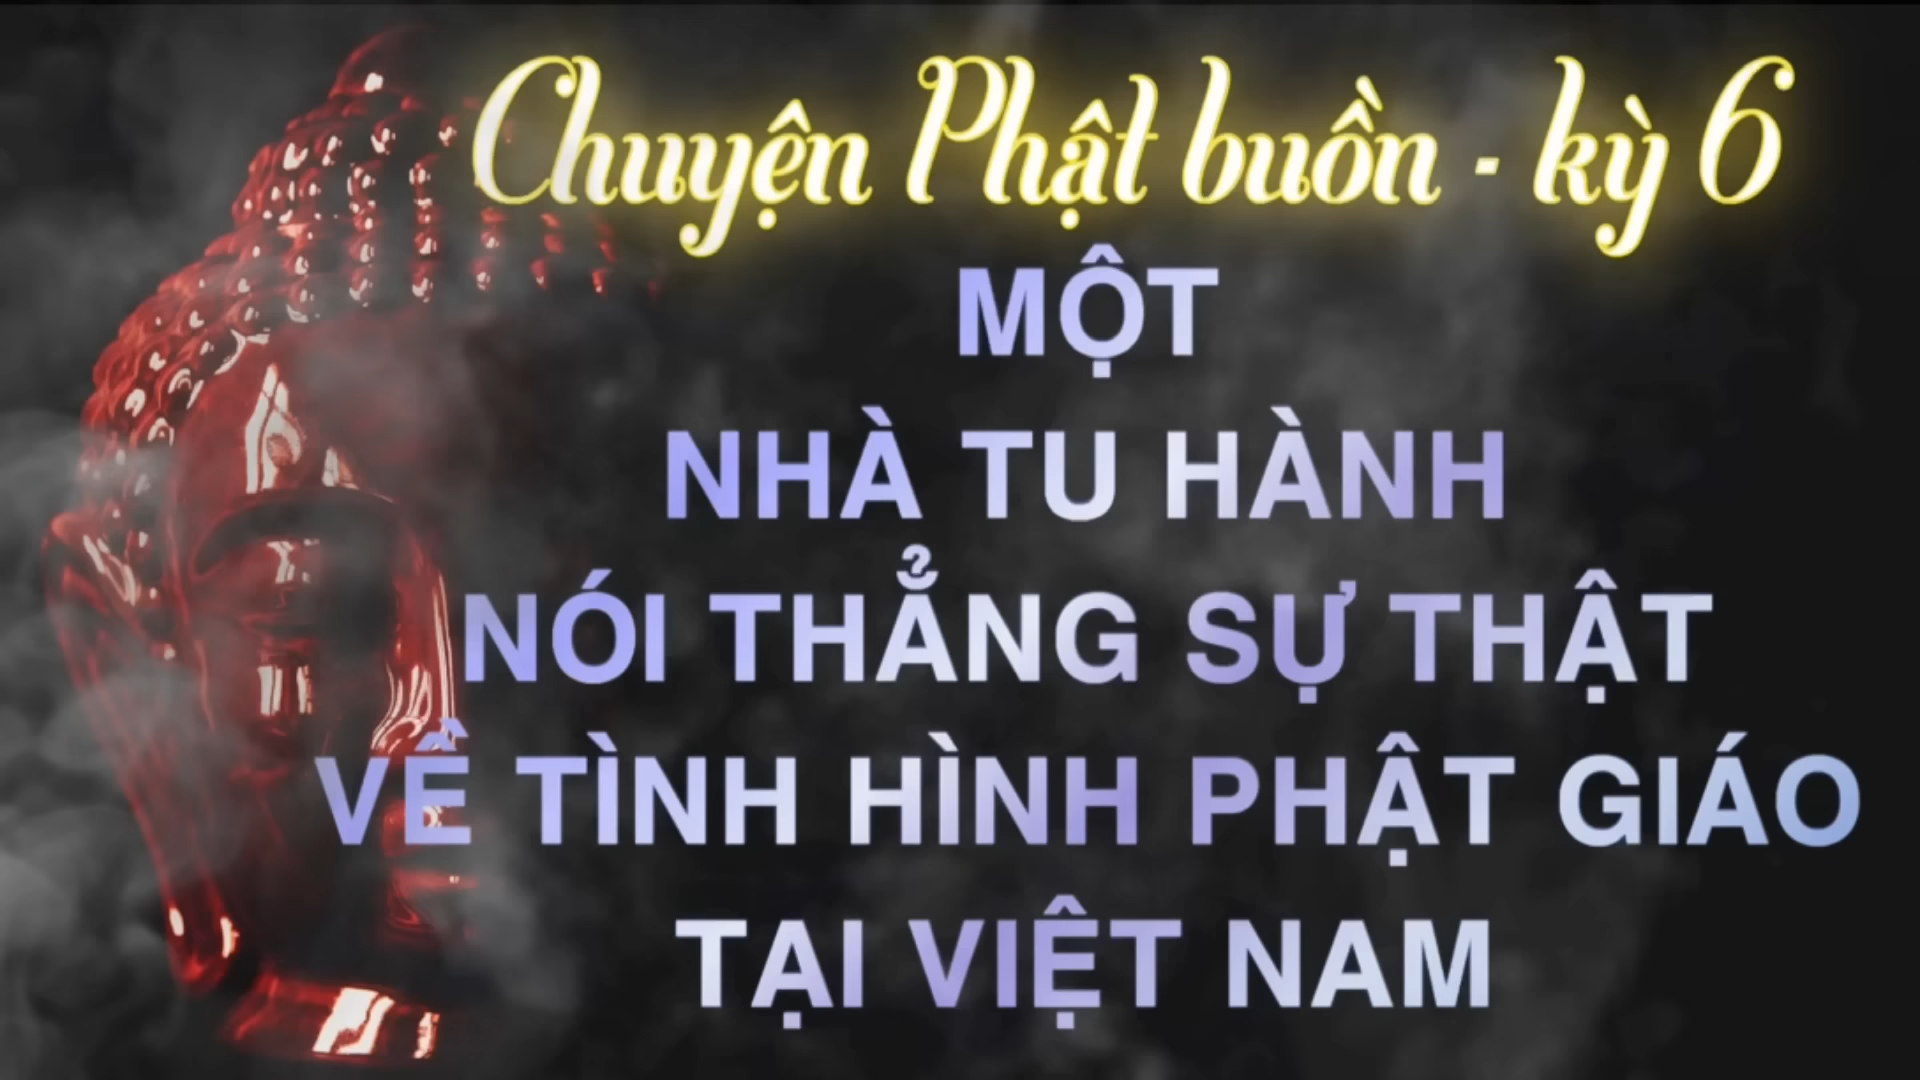 Chuyện Phật buồn - kỳ 6
MỘT
NHÀ TU HÀNH
NÓI THẲNG SỰ THẬT
VỀ TÌNH HÌNH PHẬT GIÁO
TẠI VIỆT NAM